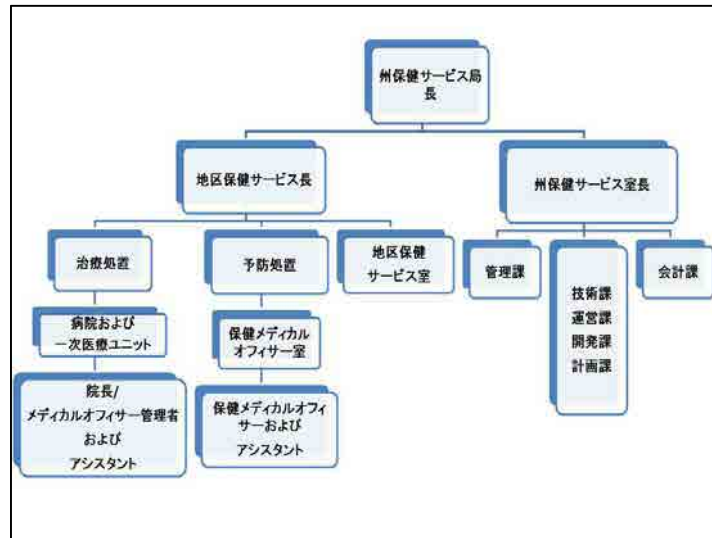 州保健サービス局
長
地区保健サービス長
州保健サービス室長
治療処置
予防処置
地区保健
サービス室
管理課
技術課
運営課
開発課
計画課
会計課
病院および
一次医療ユニット
保健メディカル
オフィサー室
院長/
メディカルオフィサー管理者
および
アシスタント
保健メディカルオフィ
サーおよび
アシスタント